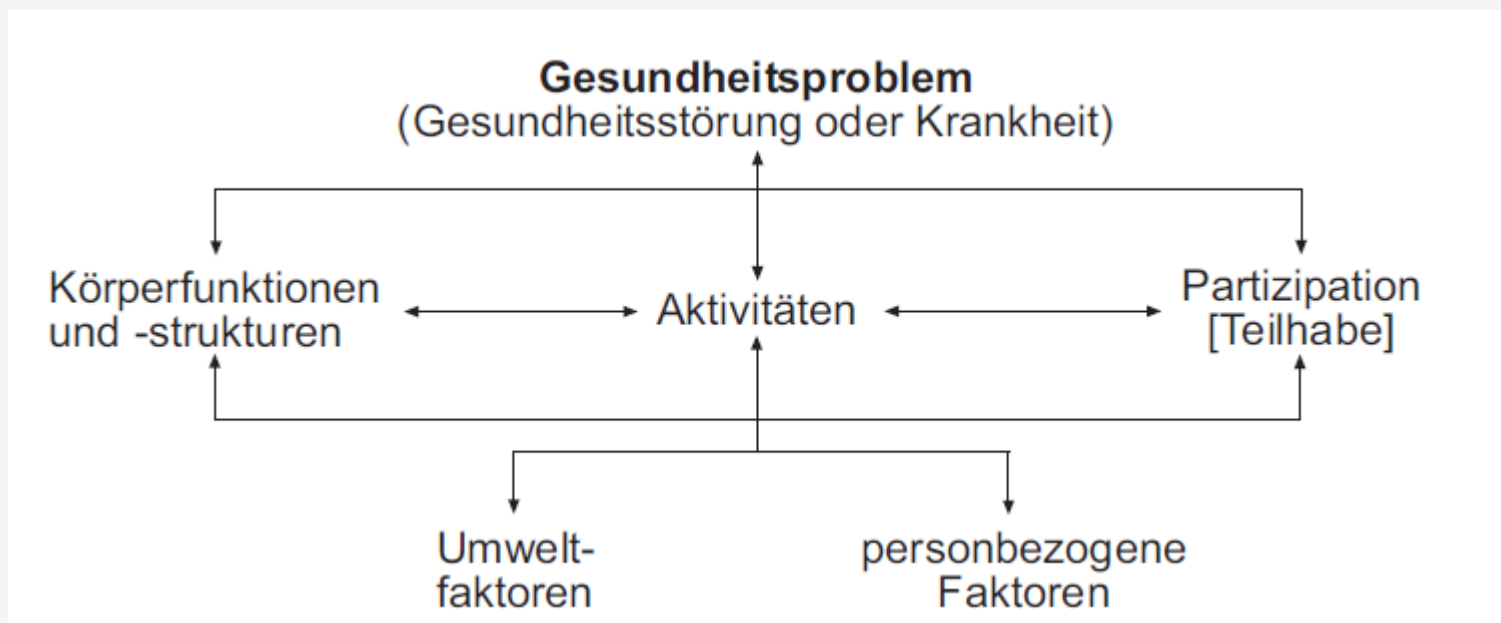 Gesundheitsproblem
(Gesundheitsstörung oder Krankheit)
Körperfunktionen
und -strukturen
Aktivitäten
Partizipation
[Teilhabe]
Umwelt-
faktoren
personbezogene
Faktoren